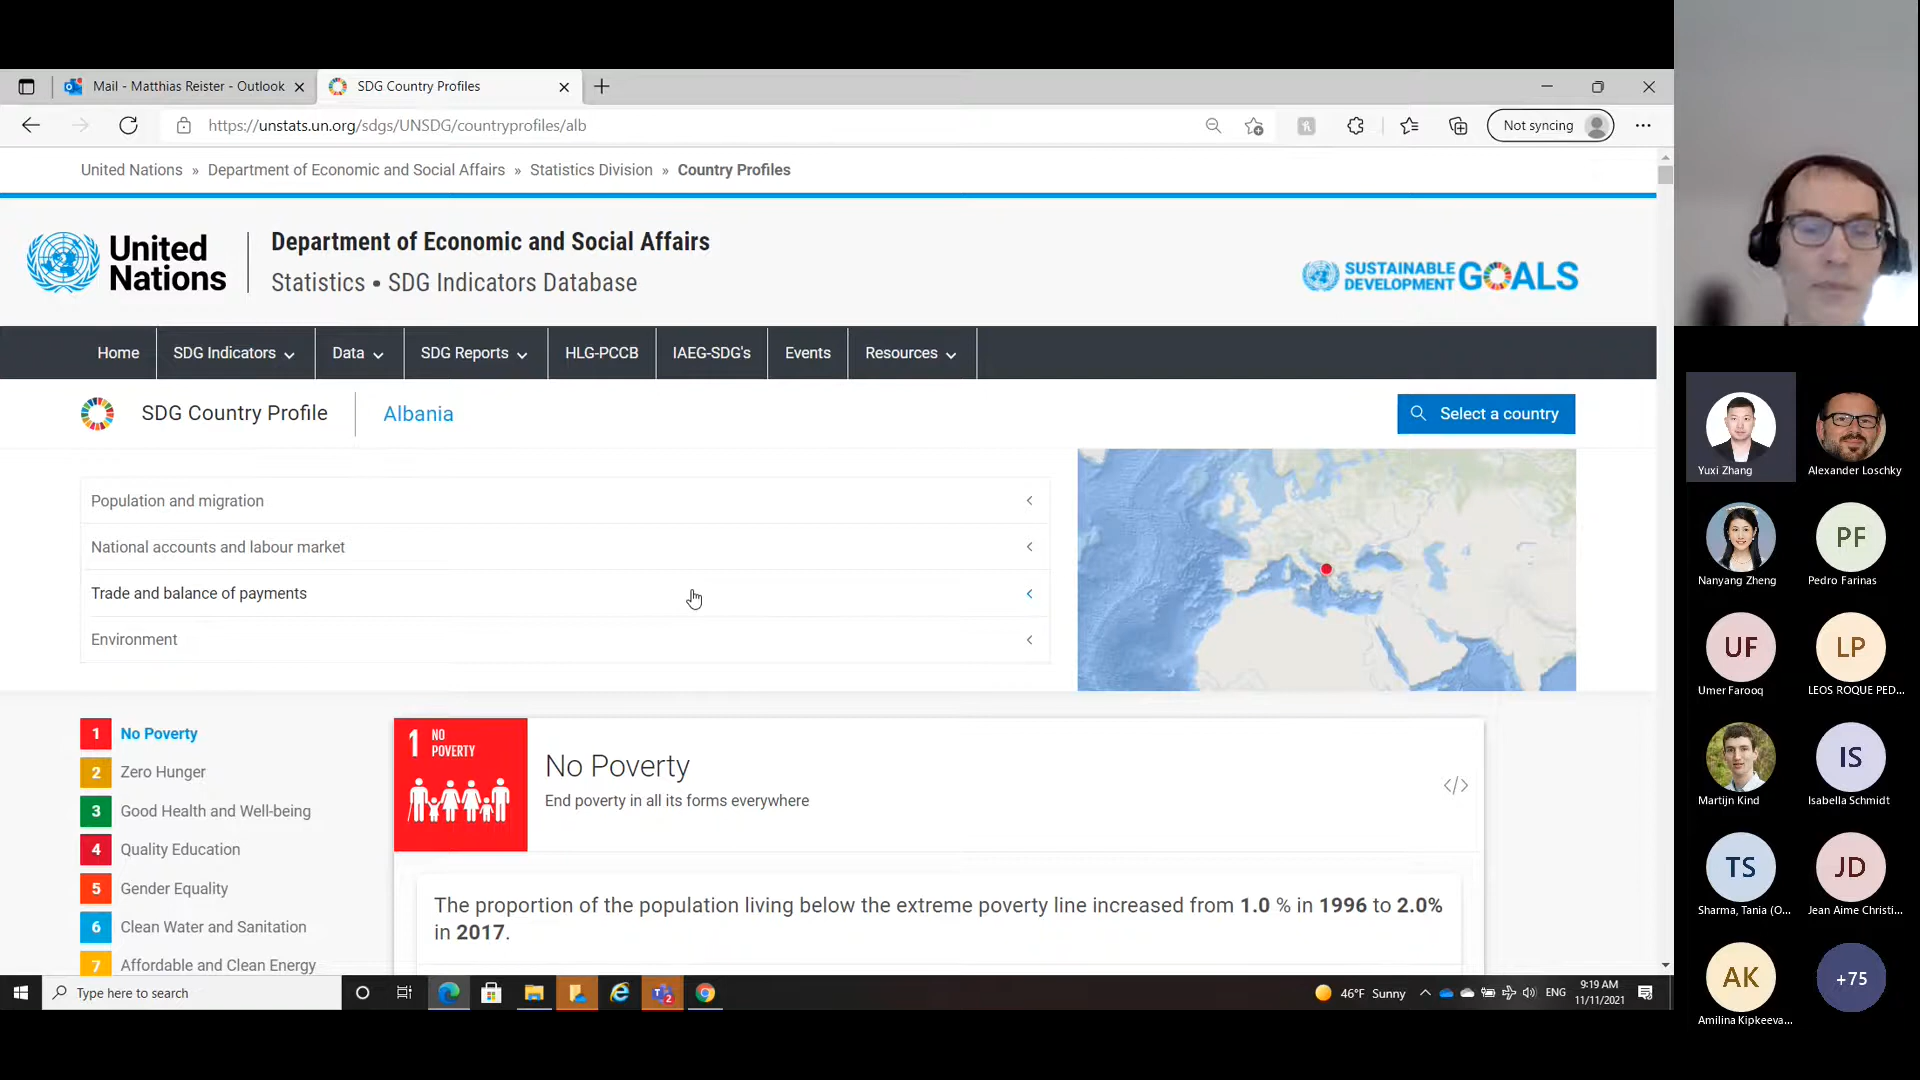 Mail - Matthias Reister - Outlook
SDG Country Profiles
https://unstats.un.org/sdgs/UNSDG/countryprofiles/alb
Not syncing
United Nations » Department of Economic and Social Affairs » Statistics Division » Country Profiles
United
Nations
Department of Economic and Social Affairs
Statistics • SDG Indicators Database
SUSTAINABLE
DEVELOPMENT
GOALS
Home
SDG Indicators
Data
SDG Reports
HLG-PCCB
IAEG-SDG's
Events
Resources
SDG Country Profile
Albania
Select a country
Population and migration
National accounts and labour market
Trade and balance of payments
Environment
1 No Poverty
2 Zero Hunger
3 Good Health and Well-being
4 Quality Education
5 Gender Equality
6 Clean Water and Sanitation
7 Affordable and Clean Energy
1 NO
POVERTY
No Poverty
End poverty in all its forms everywhere
</>
The proportion of the population living below the extreme poverty line increased from 1.0 % in 1996 to 2.0%
in 2017.
Type here to search
2
46°F Sunny
ENG
9:19 AM
11/11/2021
Yuxi Zhang
Alexander Loschky
Nanyang Zheng
PF
Pedro Farinas
UF
Umer Farooq
LP
LEOS ROQUE PED...
Martijn Kind
IS
Isabella Schmidt
TS
Sharma, Tania (O...
JD
Jean Aime Christi...
AK
Amilina Kipkeeva...
+75